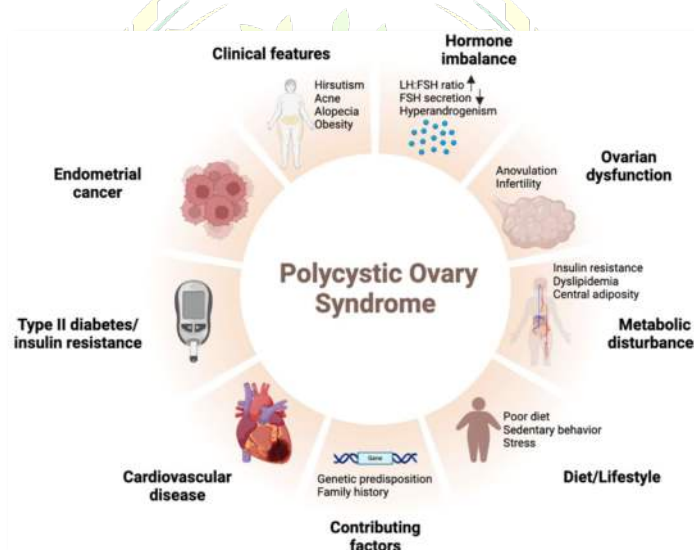 Polycystic Ovary
Syndrome
Hormone
imbalance
LH:FSH ratio
FSH secretion
Hyperandrogenism
Ovarian
dysfunction
Anovulation
Infertility
Metabolic
disturbance
Insulin resistance
Dyslipidemia
Central adiposity
Diet/Lifestyle
Poor diet
Sedentary behavior
Stress
Contributing
factors
Gene
Genetic predisposition
Family history
Cardiovascular
disease
Type II diabetes/
insulin resistance
Endometrial
cancer
Clinical features
Hirsutism
Acne
Alopecia
Obesity